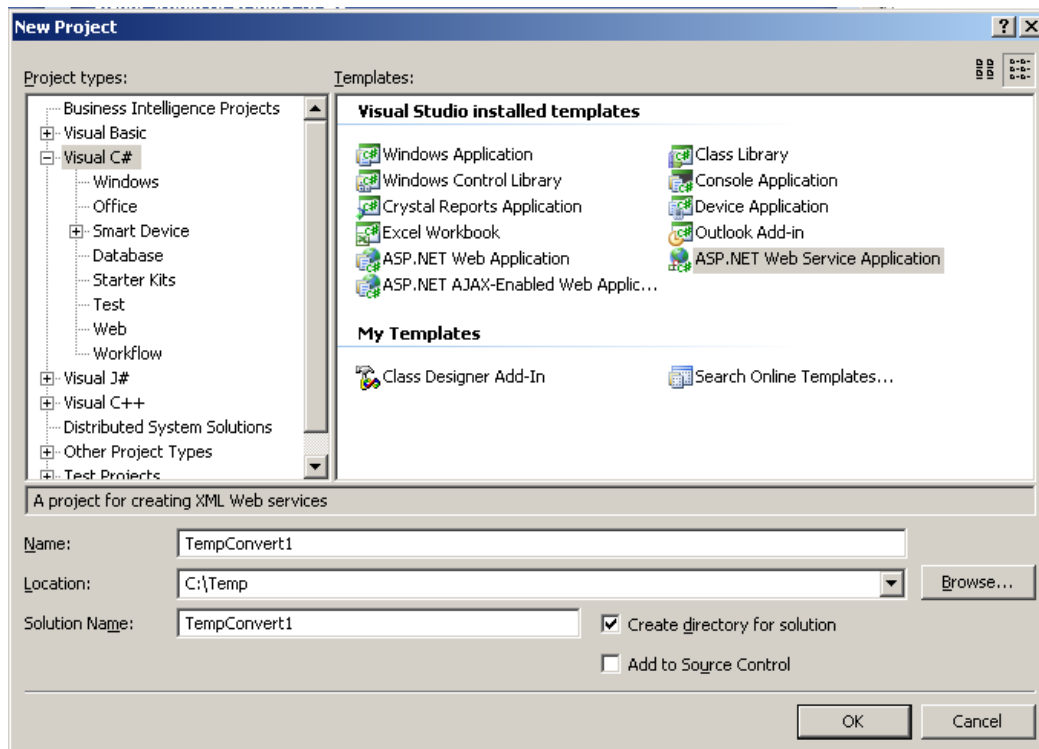 New Project
Project types:
Templates:
Business Intelligence Projects
Visual Basic
Visual C#
Windows
Office
Smart Device
Database
Starter Kits
Test
Web
Workflow
Visual J#
Visual C++
Distributed System Solutions
Other Project Types
Test Projects
Visual Studio installed templates
Windows Application
Class Library
Windows Control Library
Console Application
Crystal Reports Application
Device Application
Excel Workbook
Outlook Add-in
ASP.NET Web Application
ASP.NET Web Service Application
ASP.NET AJAX-Enabled Web Applic...
My Templates
Class Designer Add-In
Search Online Templates...
A project for creating XML Web services
Name:
TempConvert1
Location:
C:\Temp
Browse...
Solution Name:
TempConvert1
Create directory for solution
Add to Source Control
OK
Cancel